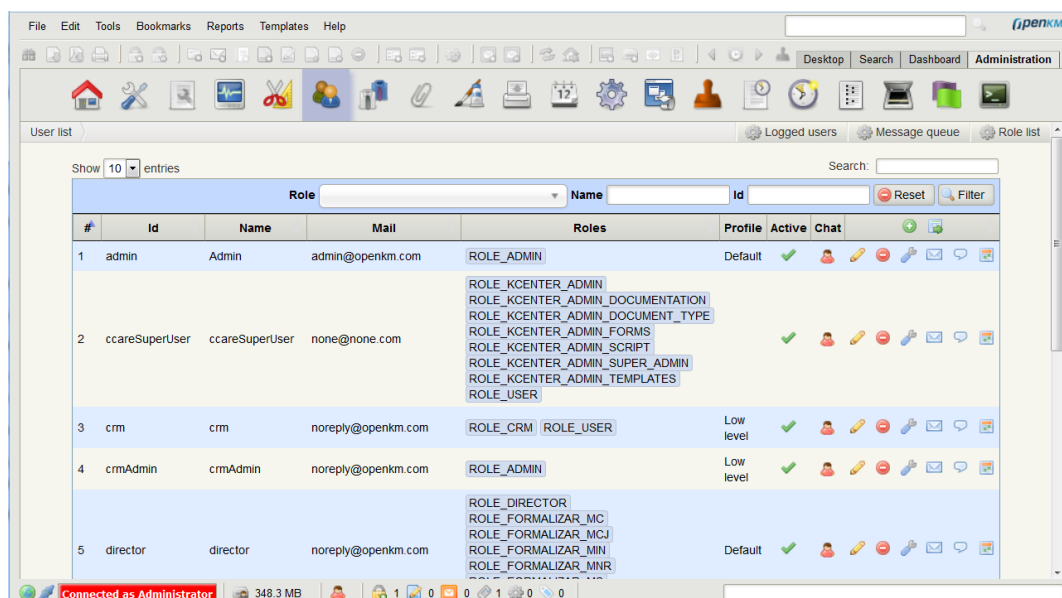 File Edit Tools Bookmarks Reports Templates Help
OpenKM
Desktop Search Dashboard Administration
12
User list Logged users Message queue Role list
Show 10 entries Search:
Role Name Id Reset Filter
# Id Name Mail Roles Profile Active Chat
1 admin Admin admin@openkm.com ROLE_ADMIN Default
ROLE_KCENTER_ADMIN
ROLE_KCENTER_ADMIN_DOCUMENTATION
ROLE_KCENTER_ADMIN_DOCUMENT_TYPE
ROLE_KCENTER_ADMIN_FORMS
2 ccareSuperUser ccareSuperUser none@none.com
ROLE_KCENTER_ADMIN_SCRIPT
ROLE_KCENTER_ADMIN_SUPER_ADMIN
ROLE_KCENTER_ADMIN_TEMPLATES
ROLE_USER
3 crm crm noreply@openkm.com ROLE_CRM ROLE_USER Low level
4 crmAdmin crmAdmin noreply@openkm.com ROLE_ADMIN Low level
ROLE_DIRECTOR
ROLE_FORMALIZAR_MC
ROLE_FORMALIZAR_MCJ
5 director director noreply@openkm.com ROLE_FORMALIZAR_MIN Default
ROLE_FORMALIZAR_MNR
Connected as Administrator 348.3 MB 1 0 0 1 0 0